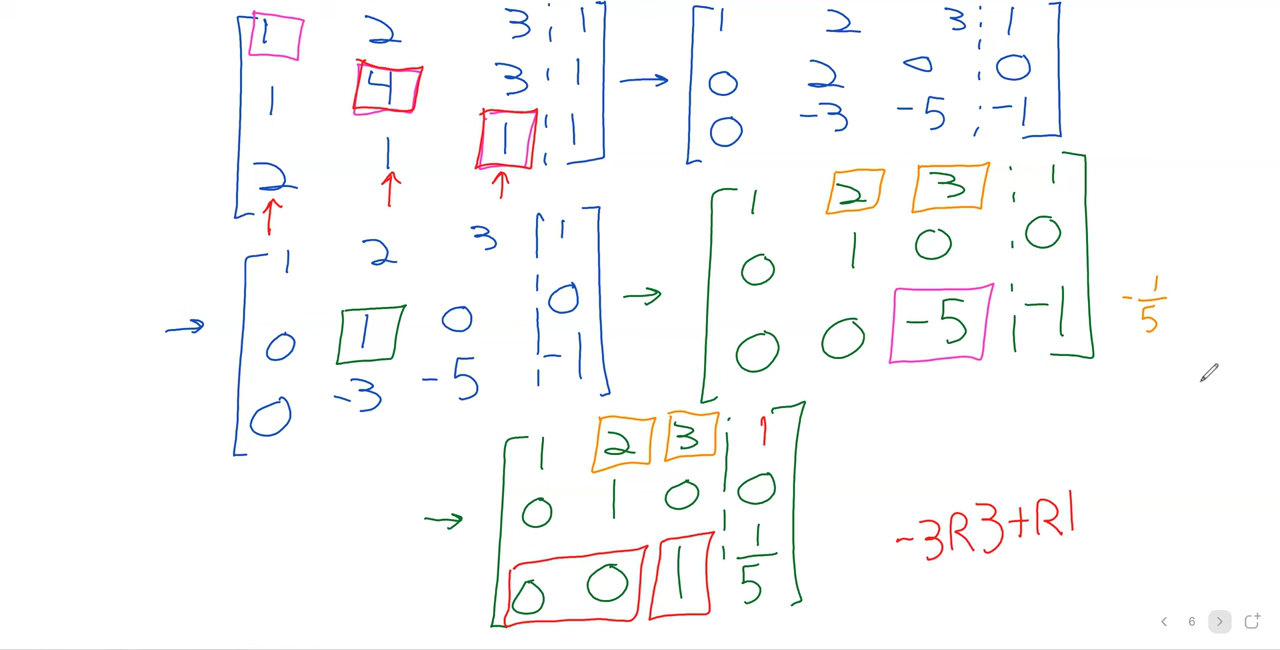 [ 1 2 3 ¦ 1 ]
[ 1 4 3 ¦ 1 ]
[ 2 1 1 ¦ 1 ]
→ [ 1 2 3 ¦ 1 ]
[ 0 2 0 ¦ 0 ]
[ 0 -3 -5 ¦ -1 ]
→ [ 1 2 3 ¦ 1 ]
[ 0 1 0 ¦ 0 ]
[ 0 -3 -5 ¦ -1 ]
→ [ 1 2 3 ¦ 1 ]
[ 0 1 0 ¦ 0 ]
[ 0 0 -5 ¦ -1 ] -1/5
→ [ 1 2 3 ¦ 1 ]
[ 0 1 0 ¦ 0 ]
[ 0 0 1 ¦ 1/5 ]
-3R3+R1
6